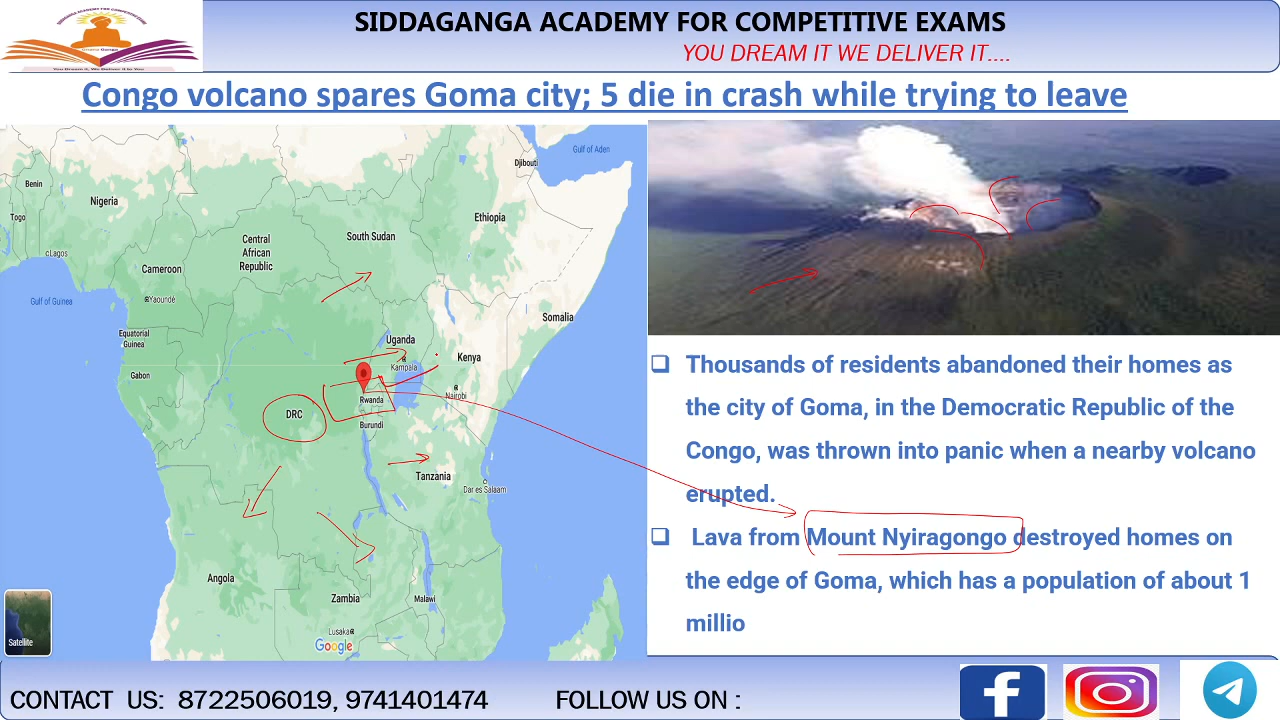 SIDDAGANGA ACADEMY FOR COMPETITIVE EXAMS
YOU DREAM IT WE DELIVER IT....
Congo volcano spares Goma city; 5 die in crash while trying to leave
Gulf of Aden
Djibouti
Benin
Nigeria
Togo
Ethiopia
South Sudan
Central
African
Republic
Lagos
Cameroon
Gulf of Guinea
Yaoundé
Somalia
Equatorial
Guinea
Uganda
Kenya
Kampala
Gabon
Nairobi
Rwanda
DRC
Burundi
Tanzania
Dar es Salaam
Angola
Zambia
Malawi
Lusaka
Satellite
Google
Thousands of residents abandoned their homes as
the city of Goma, in the Democratic Republic of the
Congo, was thrown into panic when a nearby volcano
erupted.
Lava from Mount Nyiragongo destroyed homes on
the edge of Goma, which has a population of about 1
millio
CONTACT US: 8722506019, 9741401474 FOLLOW US ON :